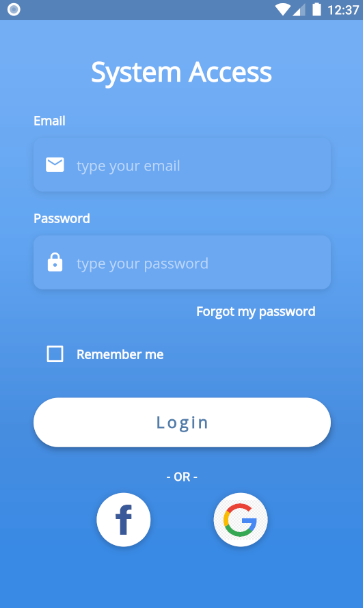 12:37
System Access
Email
type your email
Password
type your password
Forgot my password
Remember me
Login
- OR -
f
G